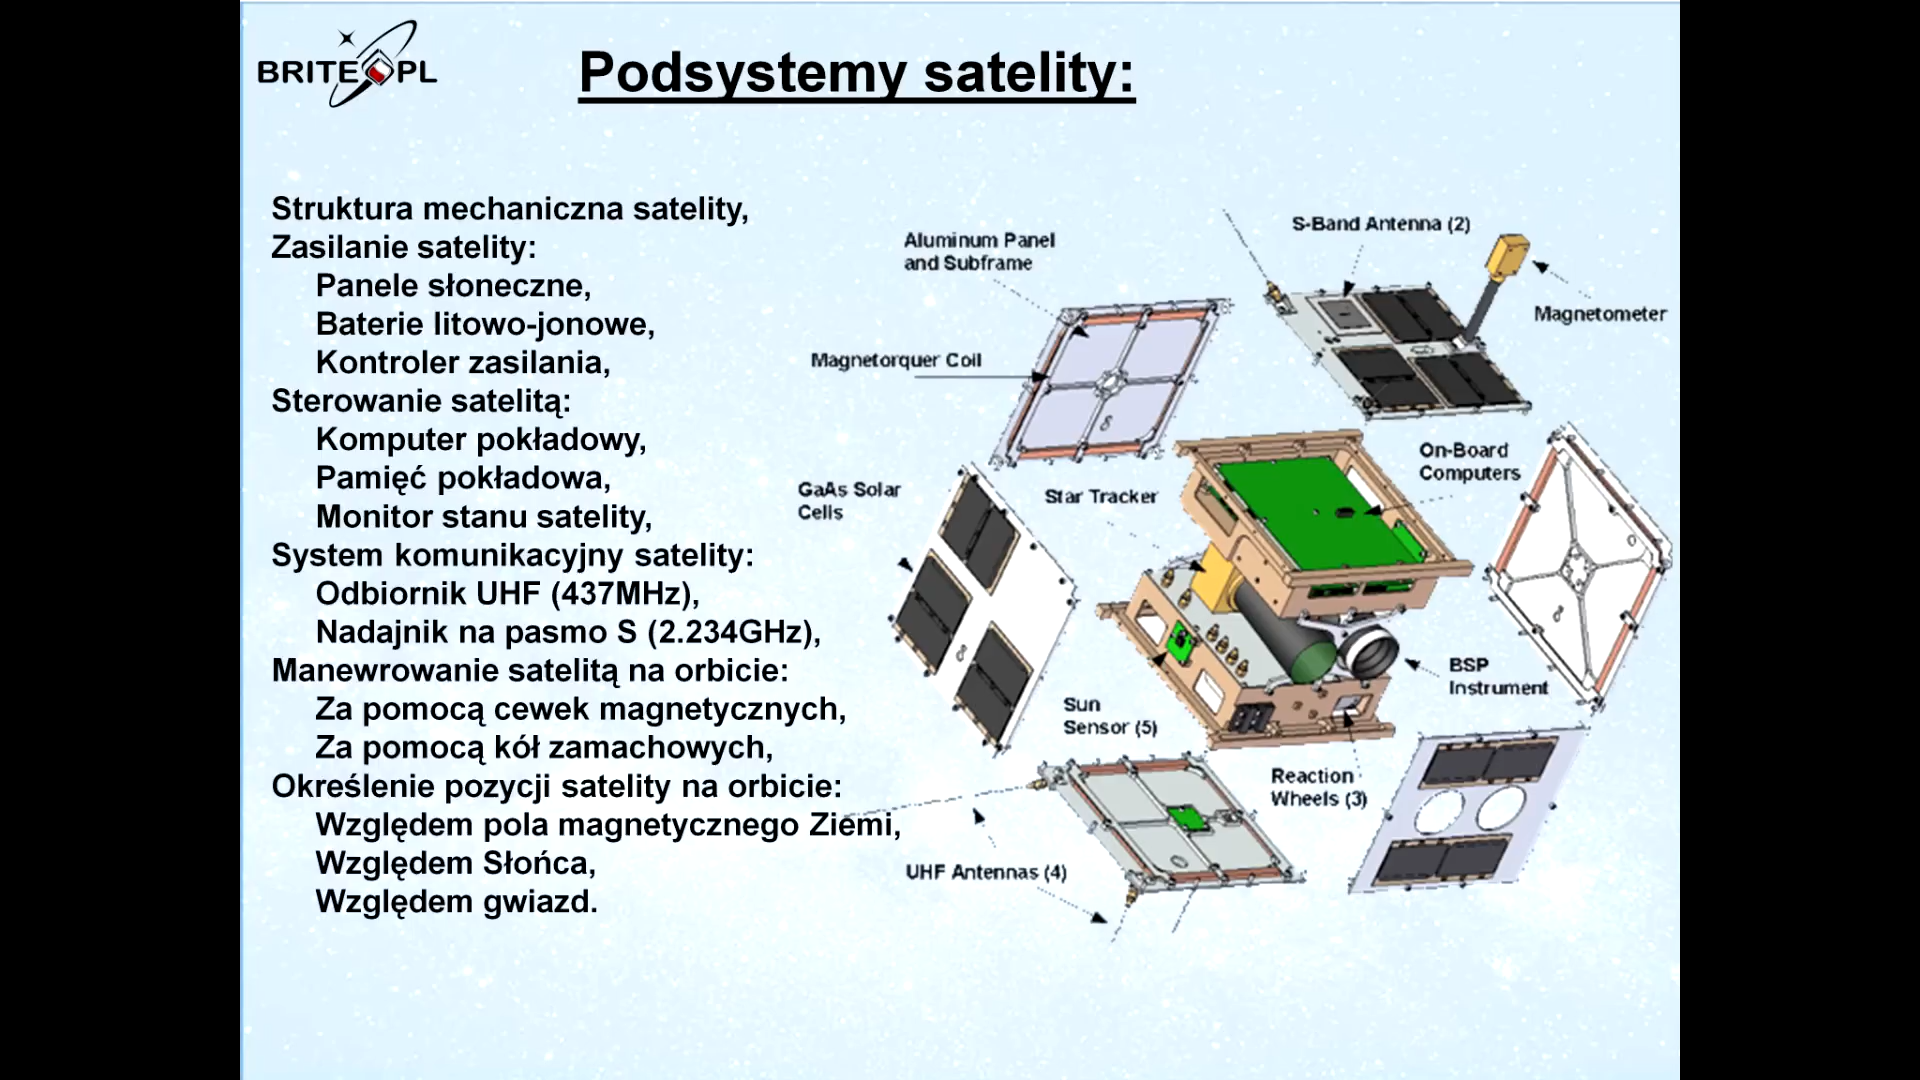 BRITE PL
Podsystemy satelity:
Struktura mechaniczna satelity,
Zasilanie satelity:
Panele słoneczne,
Baterie litowo-jonowe,
Kontroler zasilania,
Sterowanie satelitą:
Komputer pokładowy,
Pamięć pokładowa,
Monitor stanu satelity,
System komunikacyjny satelity:
Odbiornik UHF (437MHz),
Nadajnik na pasmo S (2.234GHz),
Manewrowanie satelitą na orbicie:
Za pomocą cewek magnetycznych,
Za pomocą kół zamachowych,
Określenie pozycji satelity na orbicie:
Względem pola magnetycznego Ziemi,
Względem Słońca,
Względem gwiazd.
Aluminum Panel
and Subframe
S-Band Antenna (2)
Magnetometer
Magnetorquer Coil
On-Board
Computers
GaAs Solar
Cells
Star Tracker
BSP
Instrument
Sun
Sensor (5)
Reaction
Wheels (3)
UHF Antennas (4)